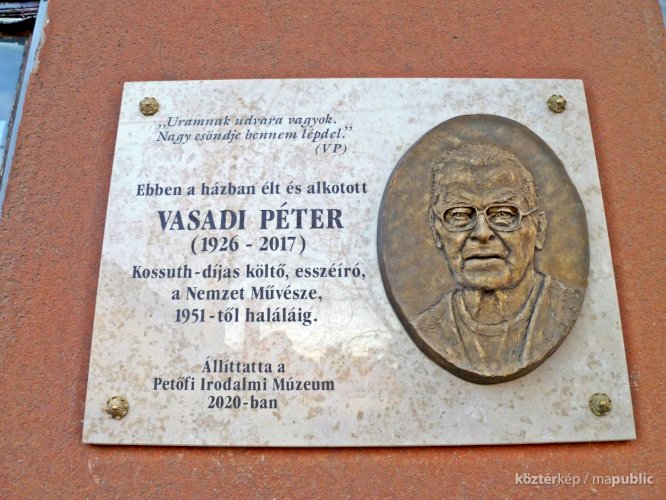 „Uramnak udvara vagyok.
Nagy csöndje bennem lépdel.”
(VP)
Ebben a házban élt és alkotott
VASADI PÉTER
(1926 - 2017)
Kossuth-díjas költő, esszéíró,
a Nemzet Művésze,
1951-től haláláig.
Állíttatta a
Petőfi Irodalmi Múzeum
2020-ban
köztérkép / mapublic